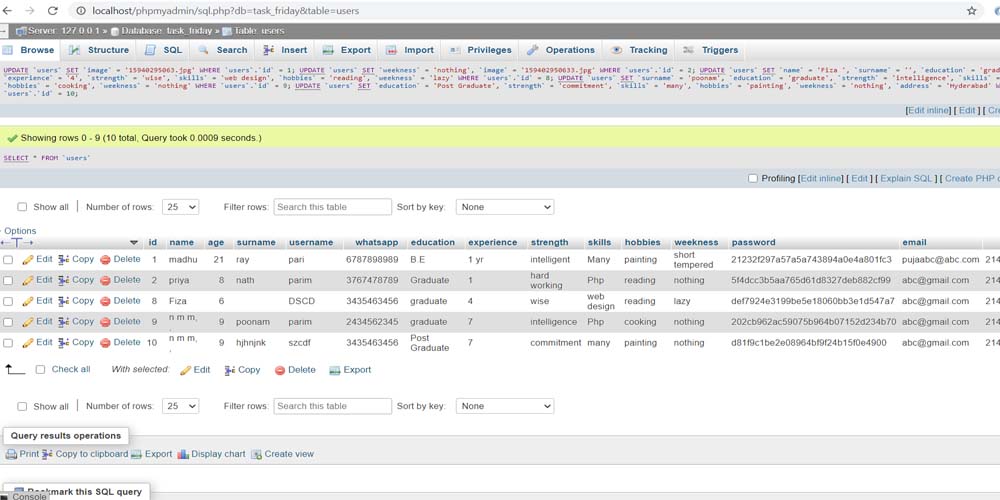 localhost/phpmyadmin/sql.php?db=task_friday&table=users
Server: 127.0.0.1 » Database: task_friday » Table: users
Browse Structure SQL Search Insert Export Import Privileges Operations Tracking Triggers
UPDATE `users` SET `image` = '15940295065.jpg' WHERE `users`.`id` = 1; UPDATE `users` SET `weekness` = 'nothing', `image` = '15940295063.jpg' WHERE `users`.`id` = 2; UPDATE `users` SET `name` = 'Fiza ', `surname` = '', `education` = 'grad
`experience` = '4', `strength` = 'wise', `skills` = 'web design', `hobbies` = 'reading', `weekness` = 'lazy' WHERE `users`.`id` = 8; UPDATE `users` SET `surname` = 'poonam', `education` = 'graduate', `strength` = 'intelligence', `skills` =
`hobbies` = 'cooking', `weekness` = 'nothing' WHERE `users`.`id` = 9; UPDATE `users` SET `education` = 'Post Graduate', `strength` = 'commitment', `skills` = 'many', `hobbies` = 'painting', `weekness` = 'nothing', `address` = 'Hyderabad' W
`users`.`id` = 10;
[Edit inline] [ Edit ] [ Cre
Showing rows 0 - 9 (10 total, Query took 0.0009 seconds.)
SELECT * FROM `users`
Profiling [Edit inline] [ Edit ] [ Explain SQL ] [ Create PHP c
Show all Number of rows: 25 Filter rows: Search this table Sort by key: None
Options
id name age surname username whatsapp education experience strength skills hobbies weekness password email
Edit Copy Delete 1 madhu 21 ray pari 6787898989 B.E 1 yr intelligent Many painting short tempered 21232f297a57a5a743894a0e4a801fc3 pujaabc@abc.com 214
Edit Copy Delete 2 priya 8 nath parim 3767478789 Graduate 1 hard working Php reading nothing 5f4dcc3b5aa765d61d8327deb882cf99 abc@gmail.com 214
Edit Copy Delete 8 Fiza 6 DSCD 3435463456 graduate 4 wise web design reading lazy def7924e3199be5e18060bb3e1d547a7 abc@gmail.com 214
Edit Copy Delete 9 n m m, , 9 poonam parim 2434562345 graduate 7 intelligence Php cooking nothing 202cb962ac59075b964b07152d234b70 abc@gmail.com 214
Edit Copy Delete 10 n m m, , 9 hjhnjnk szcdf 3435463456 Post Graduate 7 commitment many painting nothing d81f9c1be2e08964bf9f24b15f0e4900 abc@gmail.com 214
Check all With selected: Edit Copy Delete Export
Show all Number of rows: 25 Filter rows: Search this table Sort by key: None
Query results operations
Print Copy to clipboard Export Display chart Create view
Bookmark this SQL query
Console